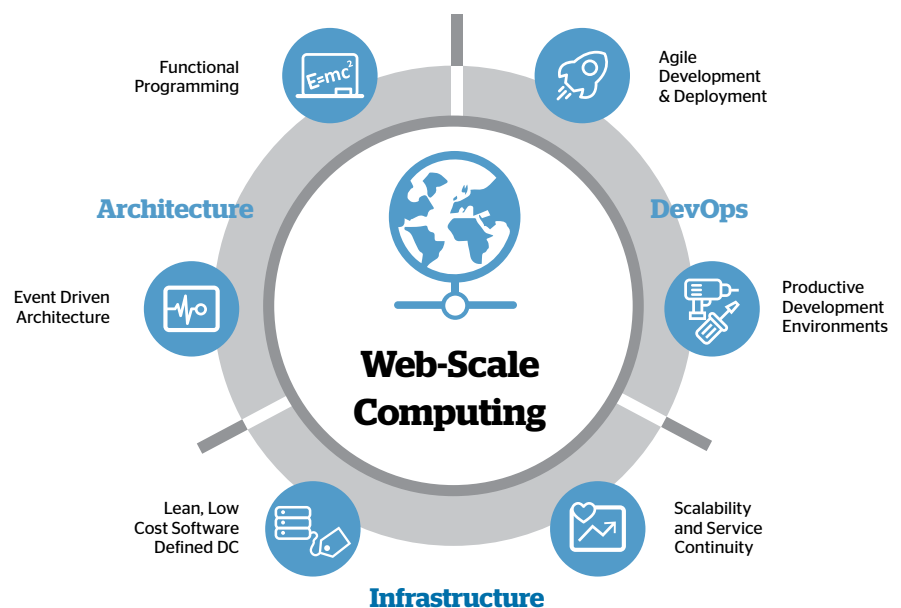 Functional
Programming
E=mc²
Agile
Development
& Deployment
Architecture
DevOps
Event Driven
Architecture
Productive
Development
Environments
Web-Scale
Computing
Lean, Low
Cost Software
Defined DC
Scalability
and Service
Continuity
Infrastructure